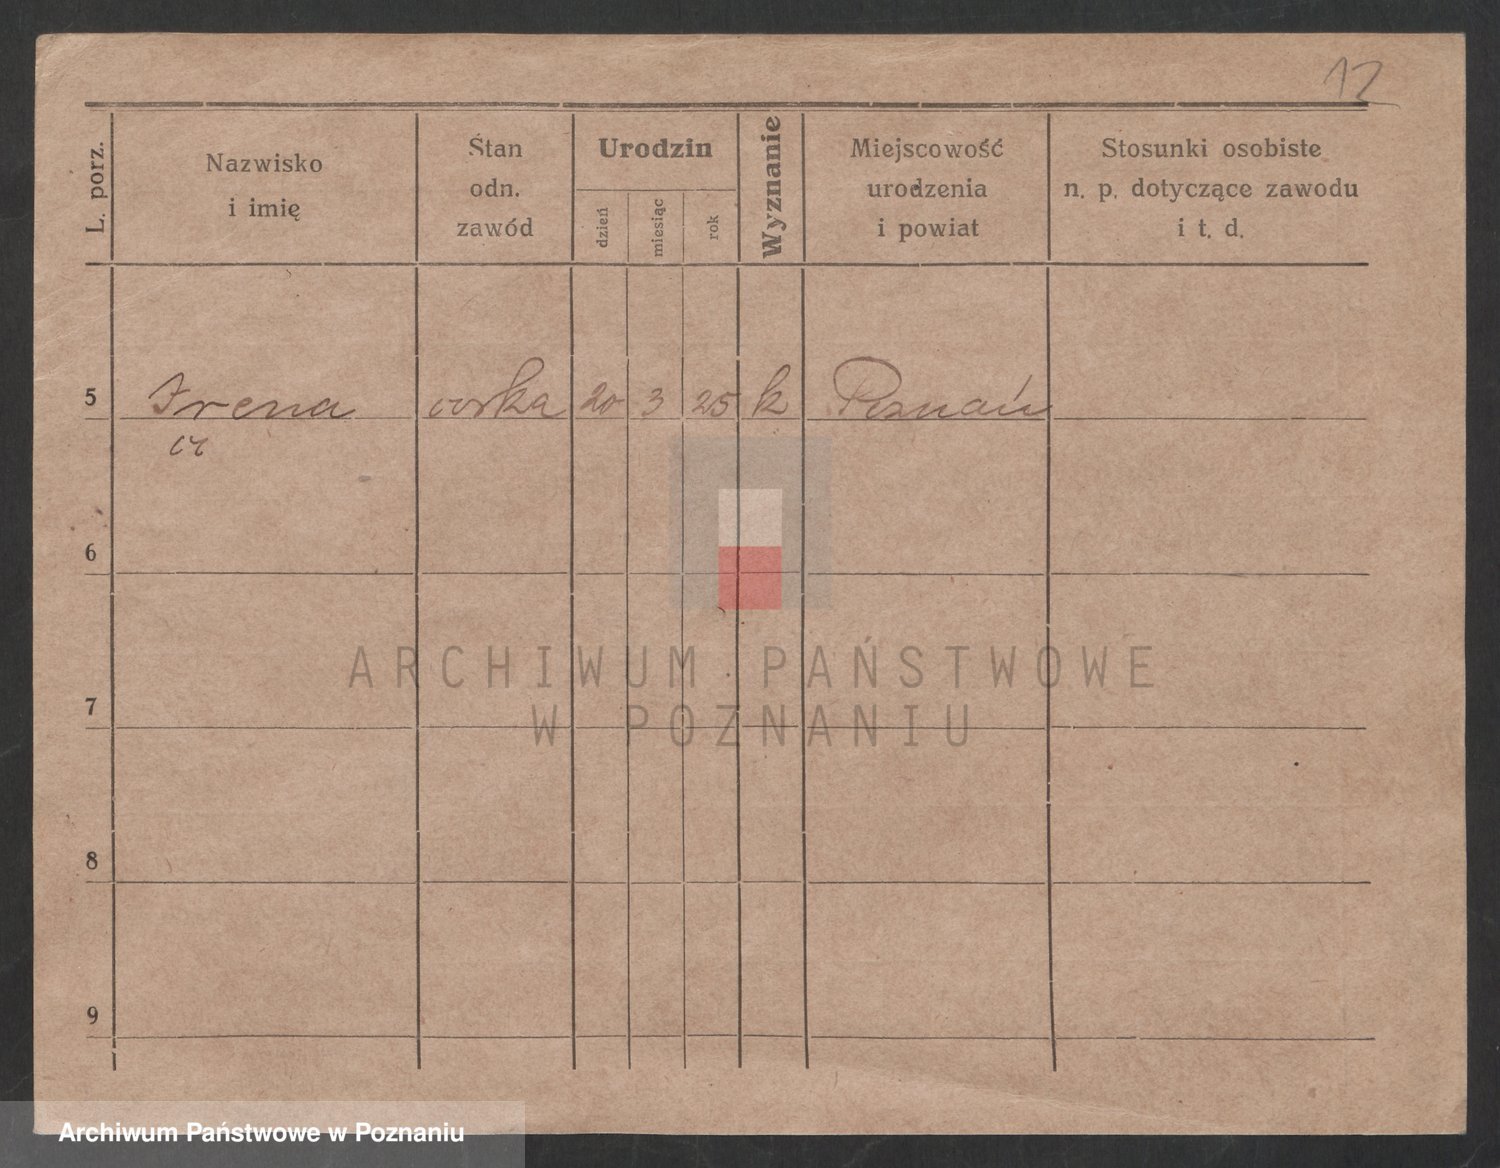 12
L. porz.
Nazwisko
i imię
Stan
odn.
zawód
Urodzin
dzień
miesiąc
rok
Wyznanie
Miejscowość
urodzenia
i powiat
Stosunki osobiste
n. p. dotyczące zawodu
i t. d.
5 Irena córka 20 3 25 k Poznań
6
7
8
9
ARCHIWUM PAŃSTWOWE
W POZNANIU
Archiwum Państwowe w Poznaniu